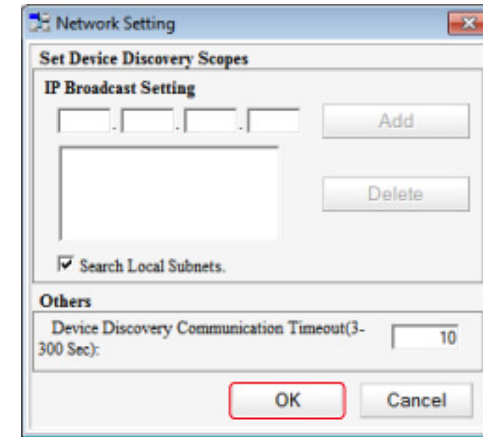 Network Setting
Set Device Discovery Scopes
IP Broadcast Setting
. . .
Add
Delete
Search Local Subnets.
Others
Device Discovery Communication Timeout(3-
300 Sec):
10
OK
Cancel